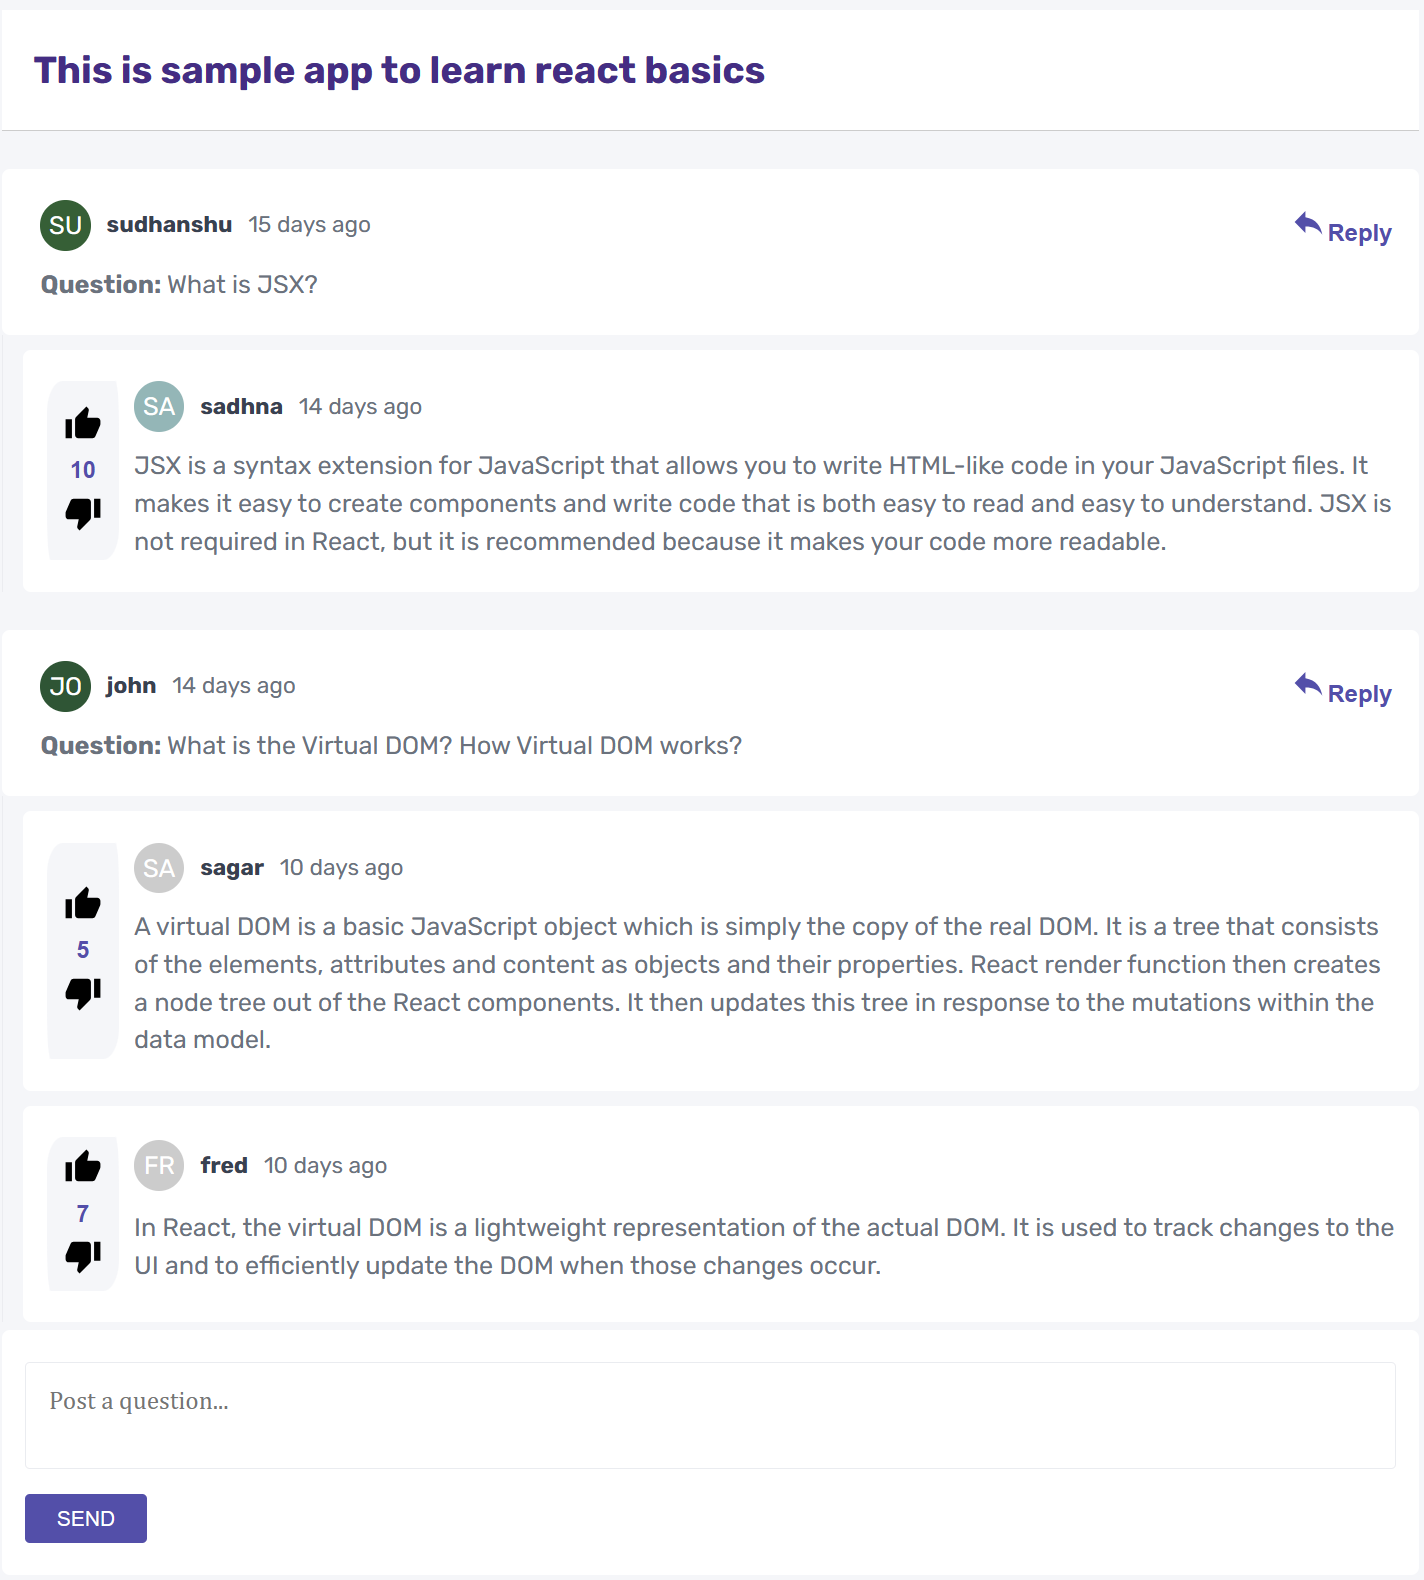 This is sample app to learn react basics
SU sudhanshu 15 days ago
Reply
Question: What is JSX?
SA sadhna 14 days ago
10
JSX is a syntax extension for JavaScript that allows you to write HTML-like code in your JavaScript files. It
makes it easy to create components and write code that is both easy to read and easy to understand. JSX is
not required in React, but it is recommended because it makes your code more readable.
JO john 14 days ago
Reply
Question: What is the Virtual DOM? How Virtual DOM works?
SA sagar 10 days ago
5
A virtual DOM is a basic JavaScript object which is simply the copy of the real DOM. It is a tree that consists
of the elements, attributes and content as objects and their properties. React render function then creates
a node tree out of the React components. It then updates this tree in response to the mutations within the
data model.
FR fred 10 days ago
7
In React, the virtual DOM is a lightweight representation of the actual DOM. It is used to track changes to the
UI and to efficiently update the DOM when those changes occur.
Post a question...
SEND